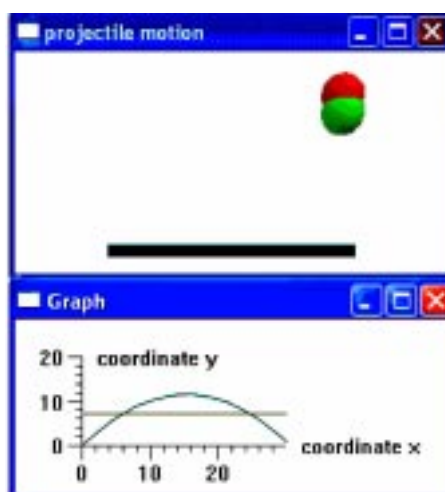 projectile motion
Graph
20
coordinate y
10
0
coordinate x
0 10 20